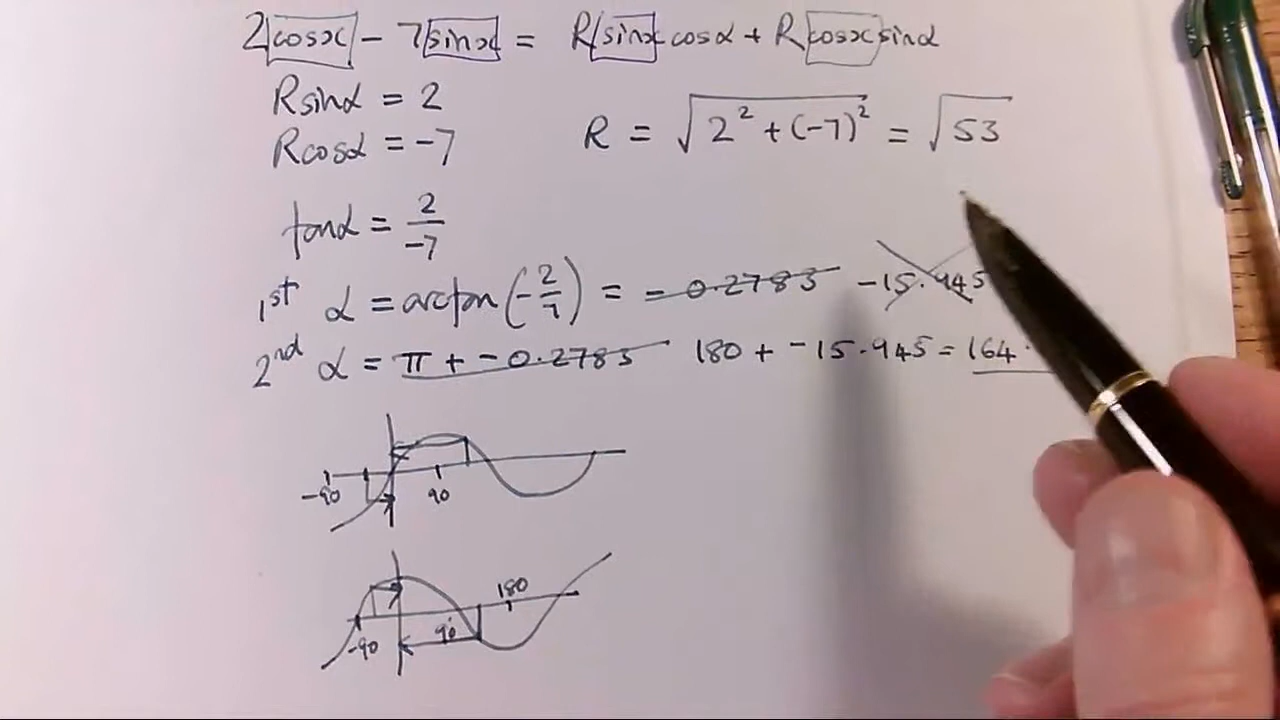 2cosx - 7sinx = Rsinx cosα + Rcosx sinα
Rsinα = 2
Rcosα = -7
R = √(2² + (-7)²) = √53
tanα = 2/-7
1st α = arctan(-2/7) = -0.2783 -15.945
2nd α = π + -0.2783 180 + -15.945 = 164.
-90 90
180
-90 90